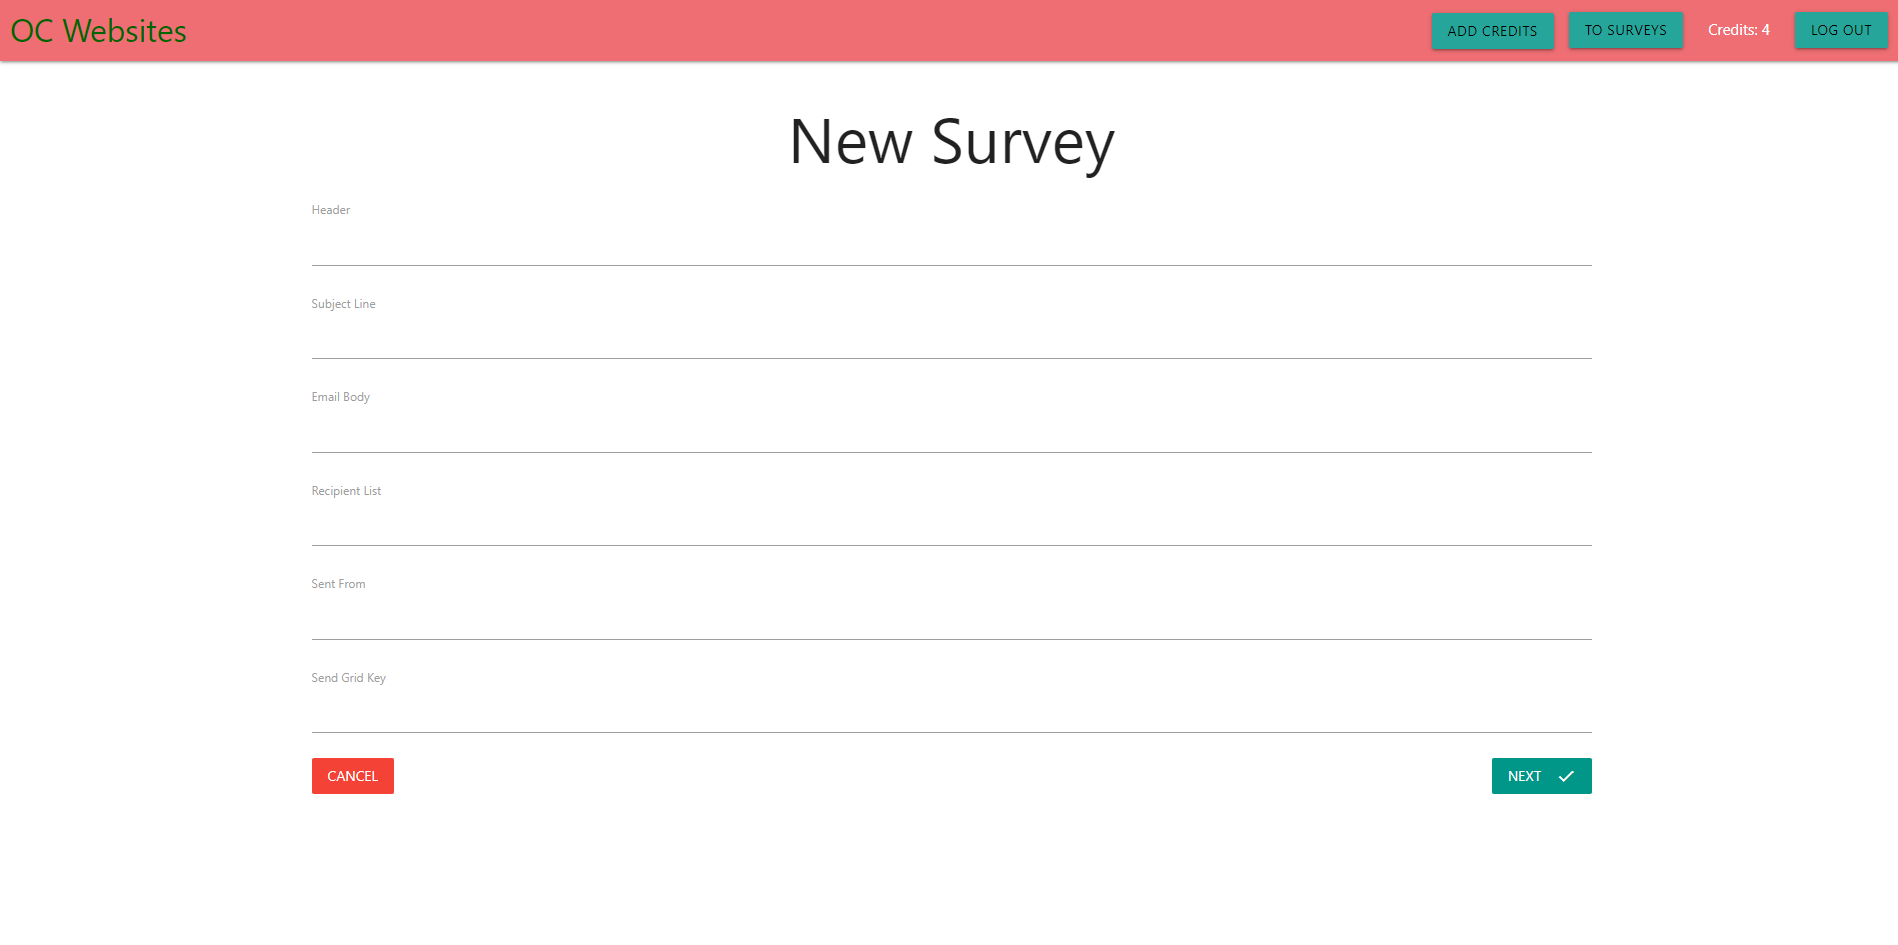 OC Websites
ADD CREDITS
TO SURVEYS
Credits: 4
LOG OUT
New Survey
Header
Subject Line
Email Body
Recipient List
Sent From
Send Grid Key
CANCEL
NEXT